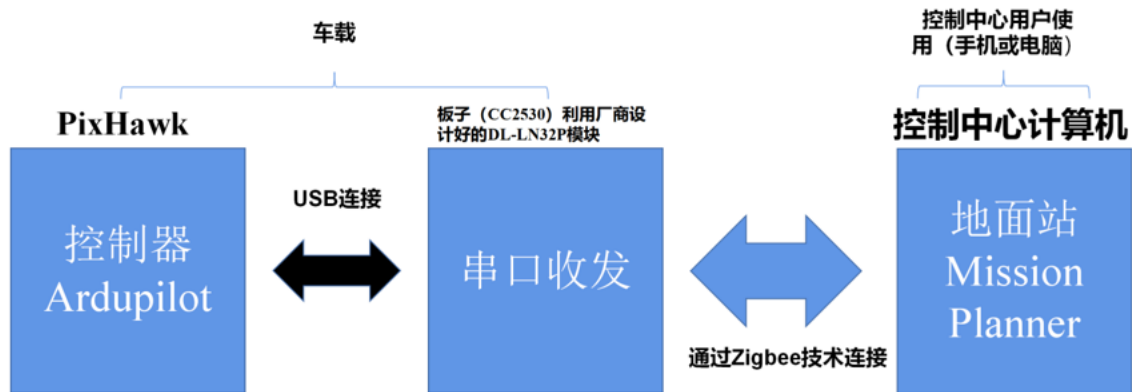 车载
控制中心用户使
用（手机或电脑）
PixHawk
板子（CC2530）利用厂商设
计好的DL-LN32P模块
控制中心计算机
控制器
Ardupilot
USB连接
串口收发
通过Zigbee技术连接
地面站
Mission
Planner